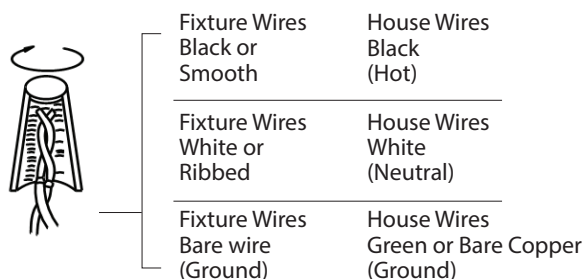 Fixture Wires House Wires
Black or Black
Smooth (Hot)
Fixture Wires House Wires
White or White
Ribbed (Neutral)
Fixture Wires House Wires
Bare wire Green or Bare Copper
(Ground) (Ground)